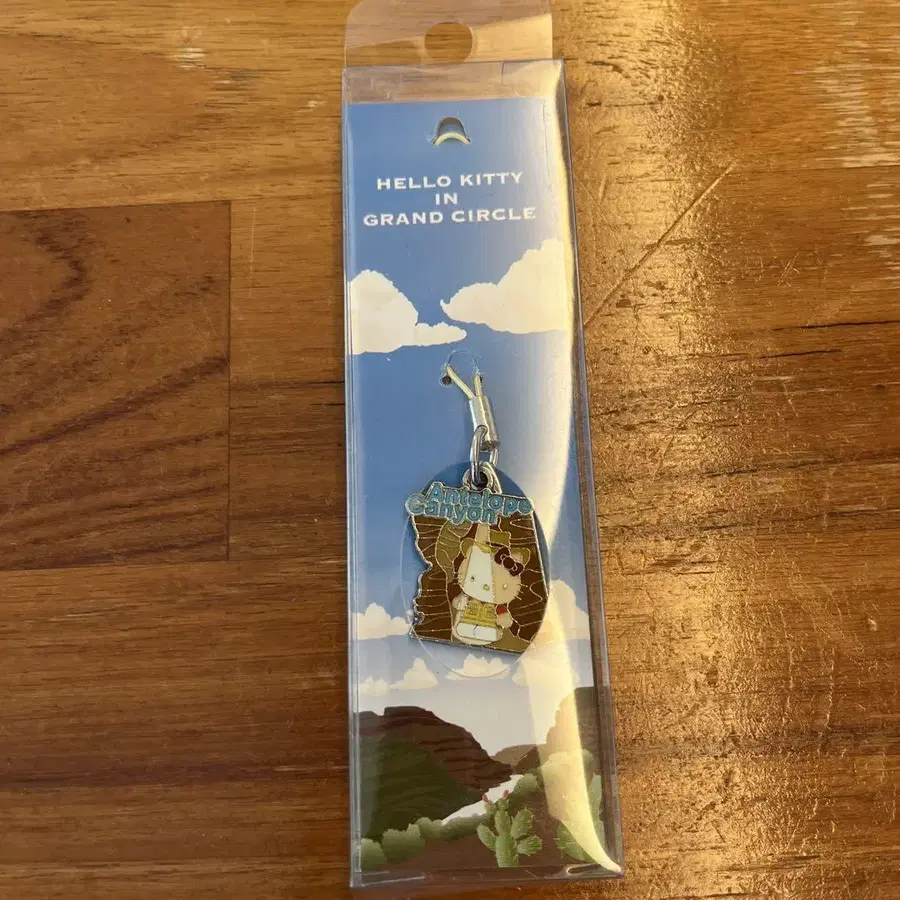 HELLO KITTY
IN
GRAND CIRCLE
Antelope
Canyon